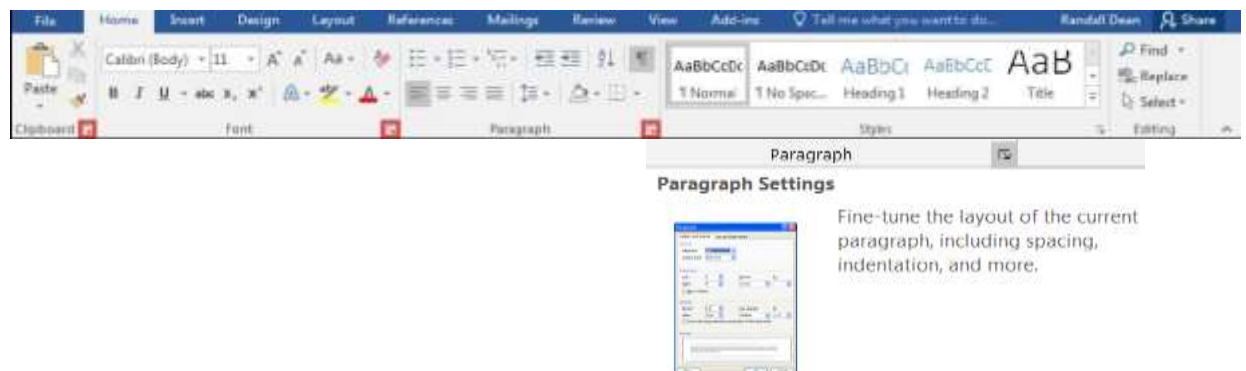 File Home Insert Design Layout References Mailings Review View Add-ins Tell me what you want to do... Randall Dean Share
Calibri (Body) 11 A A Aa
AaBbCcDc AaBbCcDc AaBbCc AaBbCcC AaB
Find
Paste
B I U abc x, x² A ab A
¶ Normal ¶ No Spac... Heading 1 Heading 2 Title
Replace
Select
Clipboard Font Paragraph Styles Editing
Paragraph
Paragraph Settings
Fine-tune the layout of the current
paragraph, including spacing,
indentation, and more.